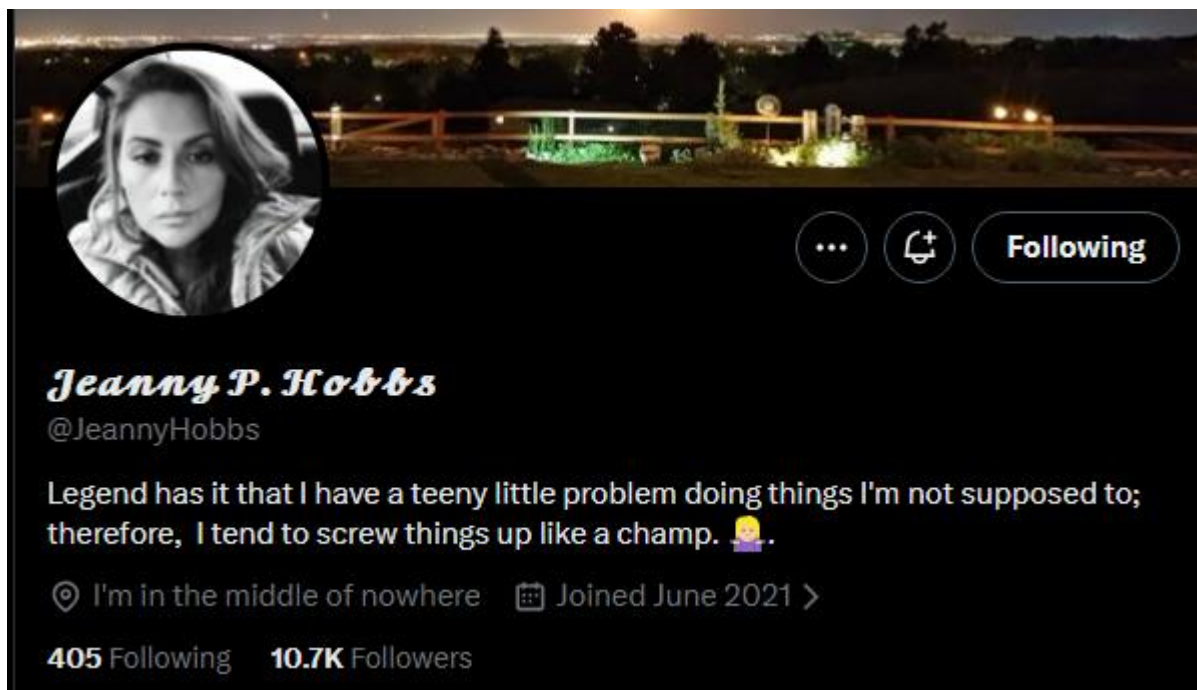 Following
Jeanny P. Hobbs
@JeannyHobbs
Legend has it that I have a teeny little problem doing things I'm not supposed to;
therefore,  I tend to screw things up like a champ. 🤷🏼‍♀️.
I'm in the middle of nowhere Joined June 2021
405 Following 10.7K Followers